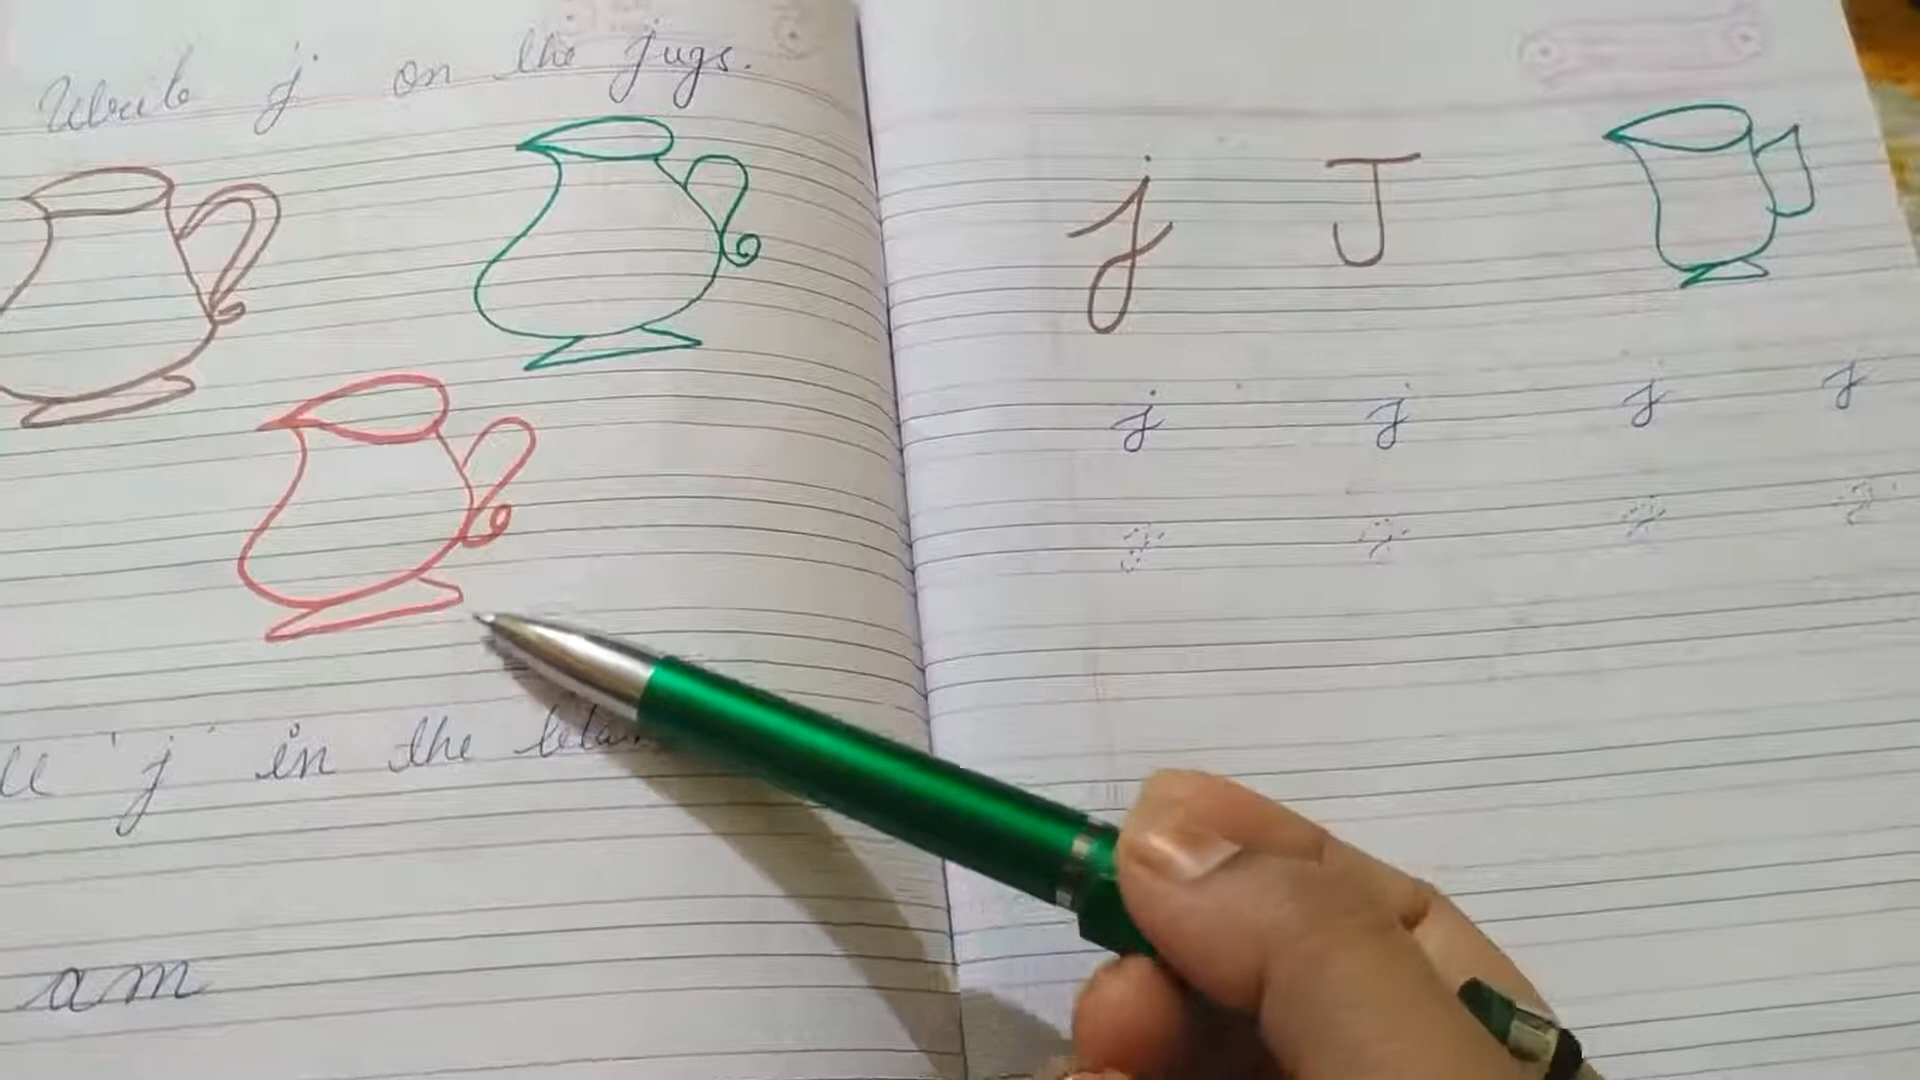 Write j on the jugs.
'j' in the
am
j J
j j j j
j j j j